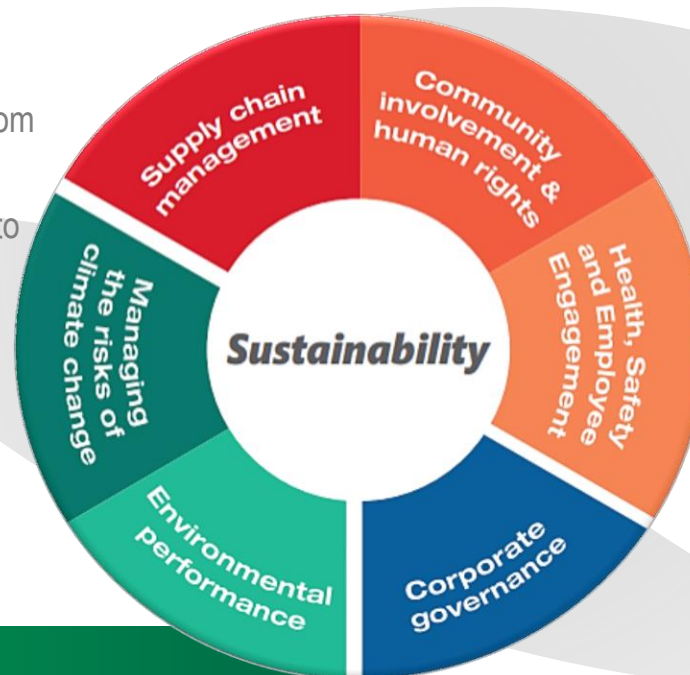 to
Supply chain
management
Community
involvement &
human rights
Health, Safety
and Employee
Engagement
Corporate
governance
Environmental
performance
Managing
the risks of
climate change
Sustainability